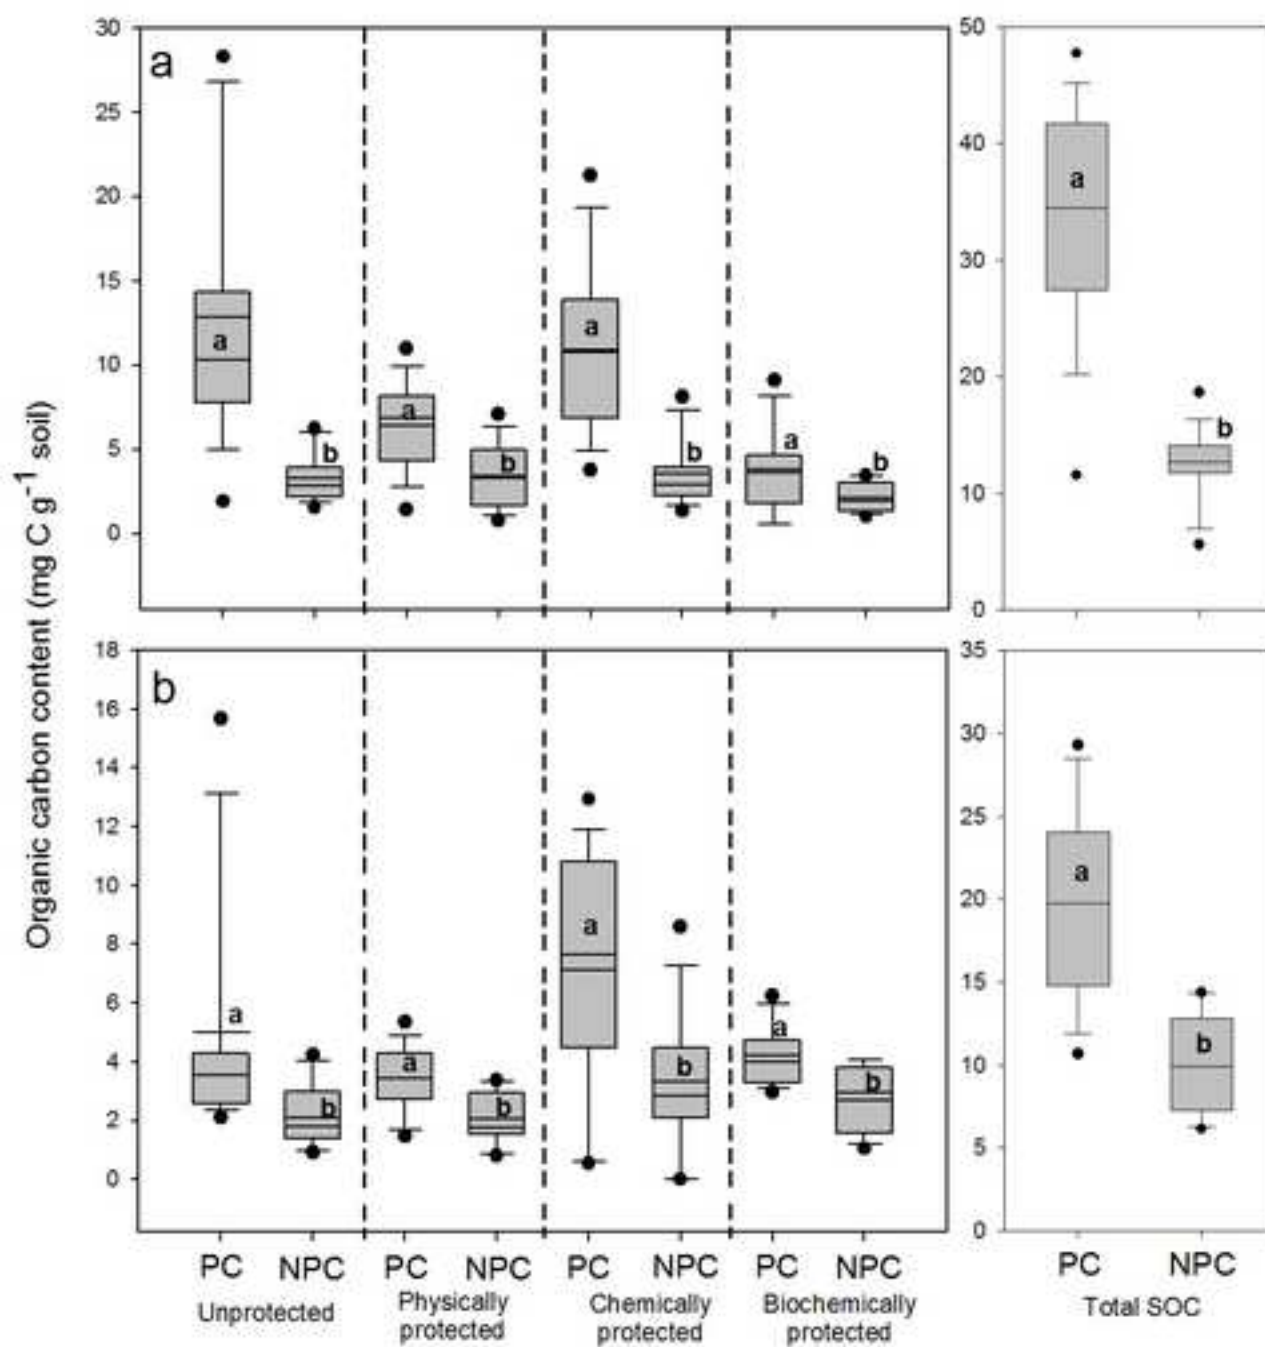 Organic carbon content (mg C g-1 soil)
a
30
25
20
15
10
5
0
a
b
a
b
a
b
a
b
50
40
30
20
10
0
a
b
b
18
16
14
12
10
8
6
4
2
0
a
b
a
b
a
b
a
b
35
30
25
20
15
10
5
0
a
b
PC NPC PC NPC PC NPC PC NPC PC NPC
Unprotected
Physically
protected
Chemically
protected
Biochemically
protected
Total SOC